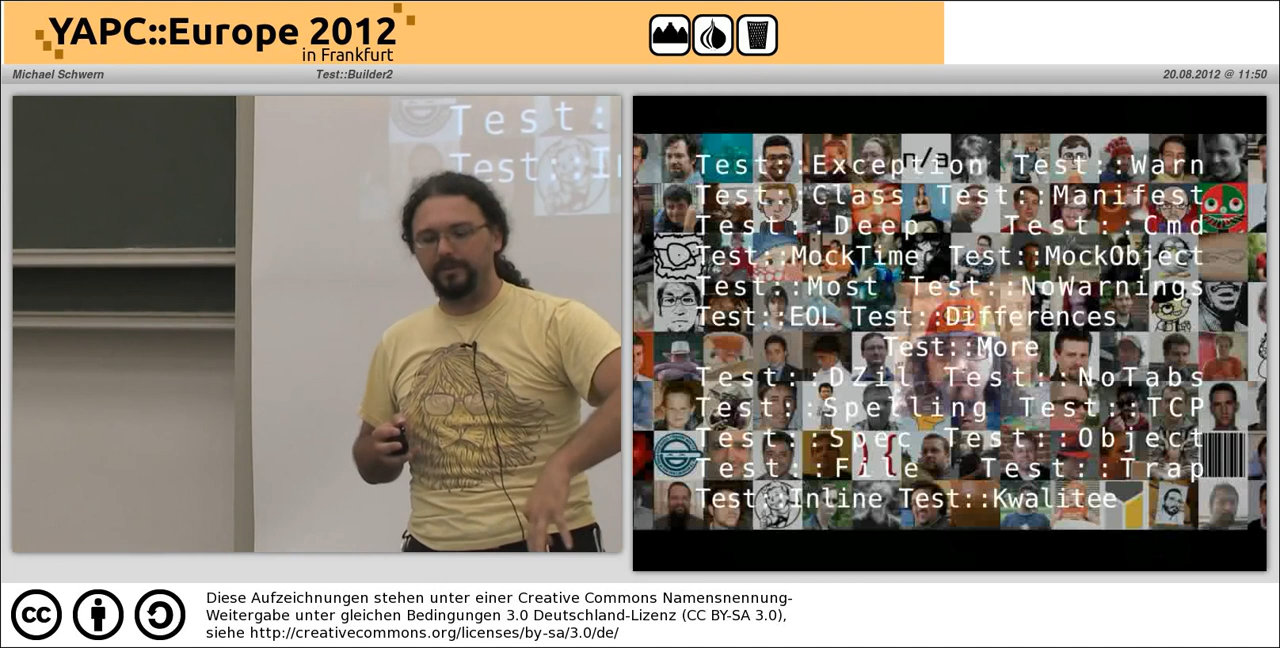 YAPC::Europe 2012
in Frankfurt
Michael Schwern Test::Builder2 20.08.2012 @ 11:50
Test:
Test::I
n/a
Test::Exception Test::Warn
Test::Class Test::Manifest
Test::Deep Test::Cmd
Test::MockTime Test::MockObject
Test::Most Test::NoWarnings
Test::EOL Test::Differences
Test::More
Test::DZil Test::NoTabs
Test::Spelling Test::TCP
Test::Spec Test::Object
Test::File Test::Trap
Test::Inline Test::Kwalitee
cc
Diese Aufzeichnungen stehen unter einer Creative Commons Namensnennung-
Weitergabe unter gleichen Bedingungen 3.0 Deutschland-Lizenz (CC BY-SA 3.0),
siehe http://creativecommons.org/licenses/by-sa/3.0/de/